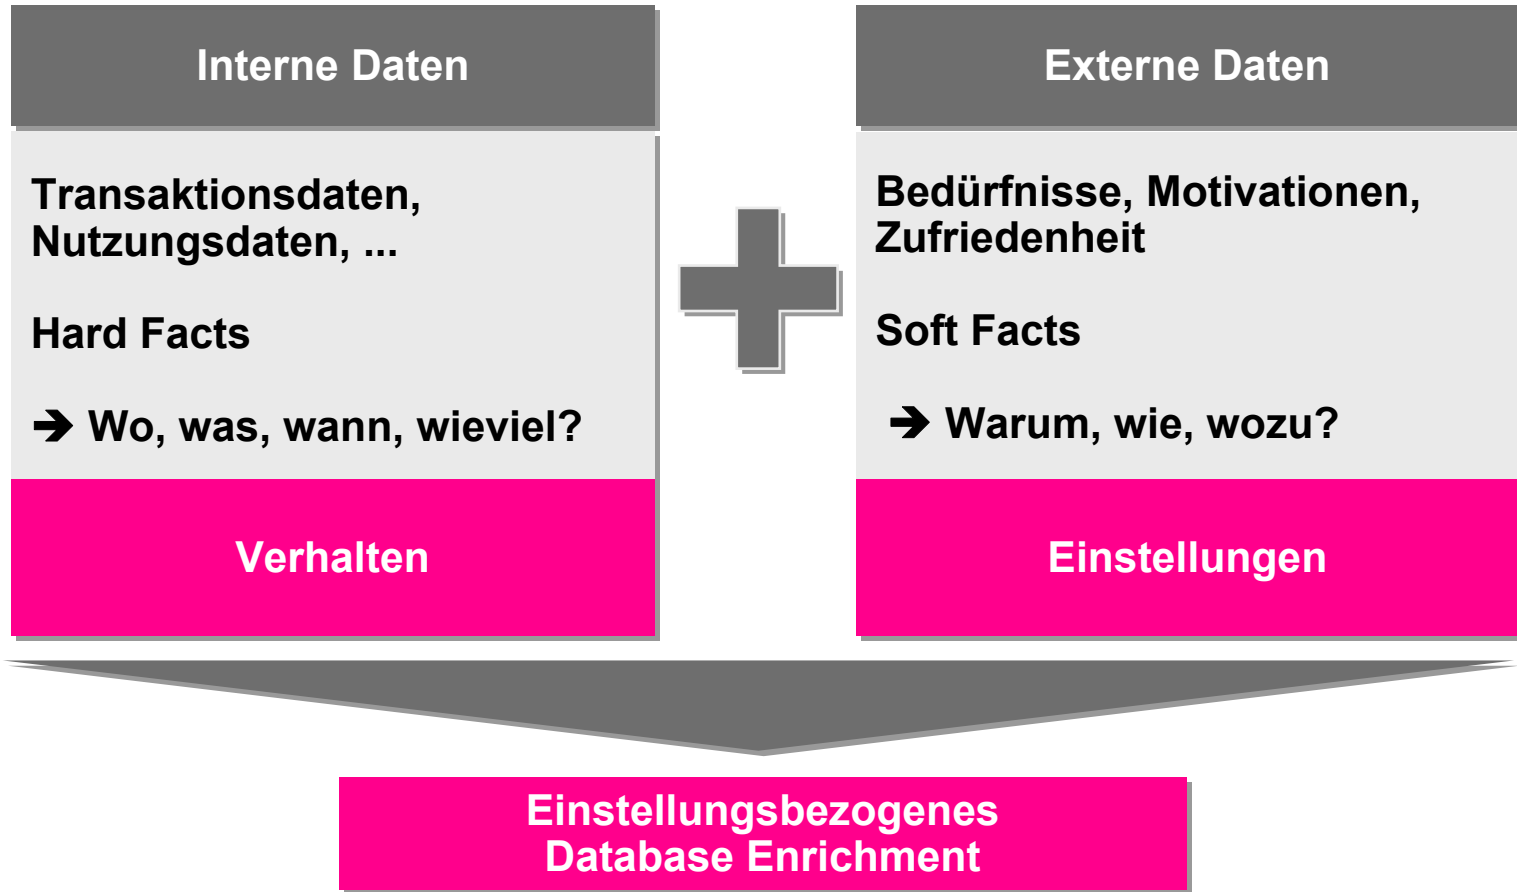 Interne Daten
Transaktionsdaten,
Nutzungsdaten, ...
Hard Facts
➔ Wo, was, wann, wieviel?
Verhalten
Externe Daten
Bedürfnisse, Motivationen,
Zufriedenheit
Soft Facts
➔ Warum, wie, wozu?
Einstellungen
Einstellungsbezogenes
Database Enrichment